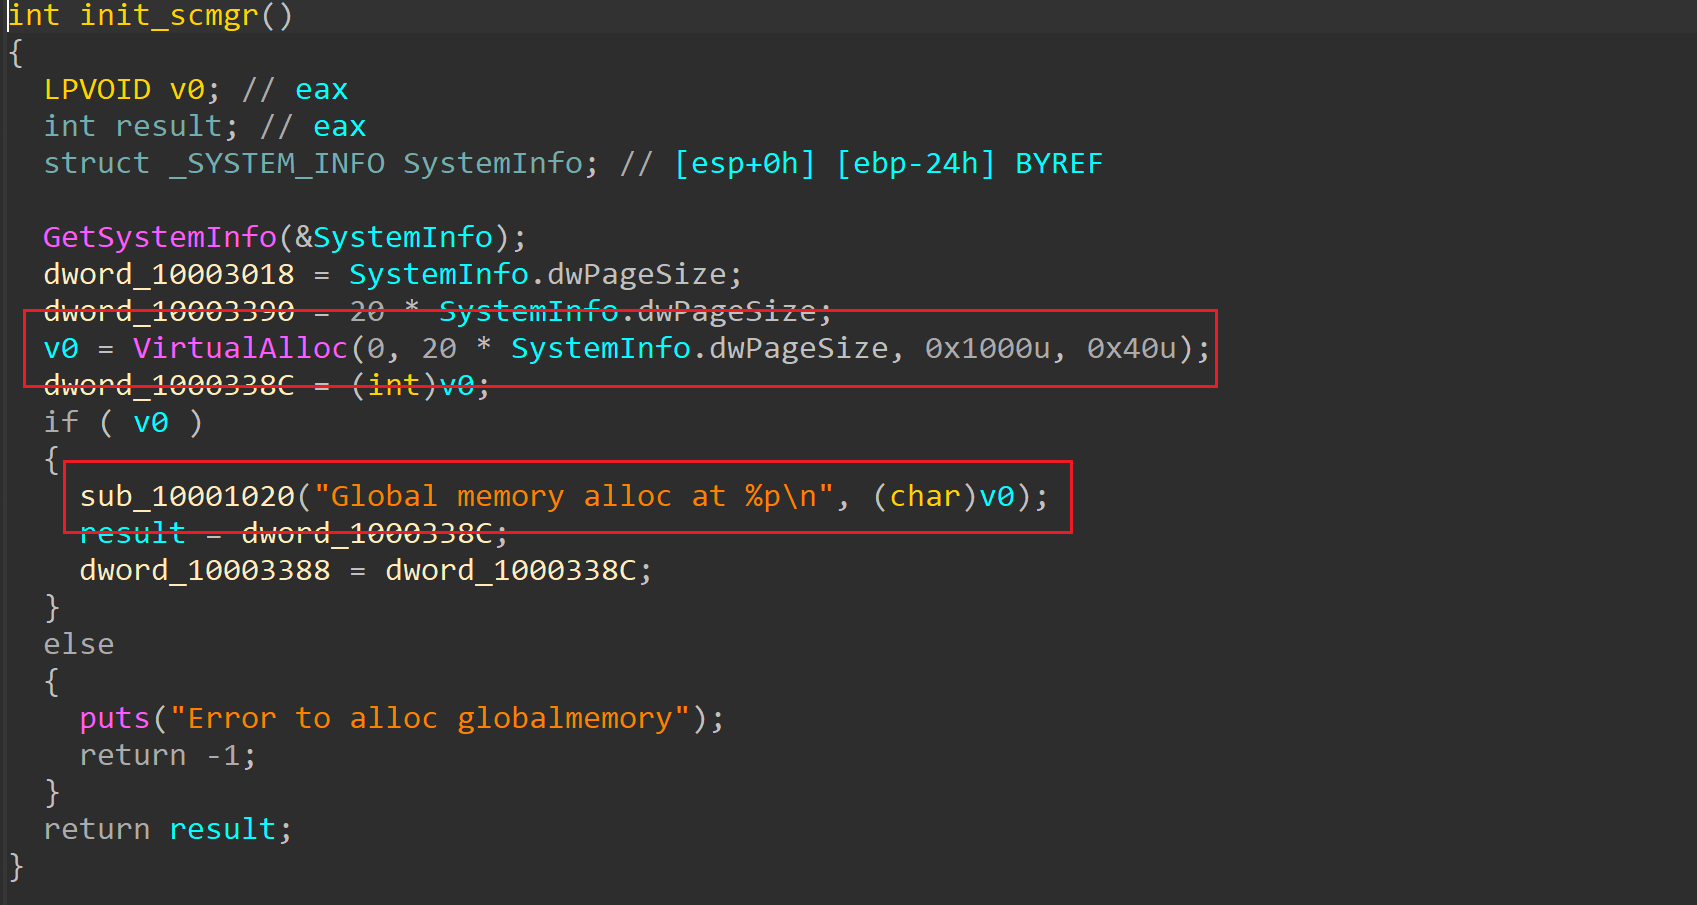 int init_scmgr()
{
  LPVOID v0; // eax
  int result; // eax
  struct _SYSTEM_INFO SystemInfo; // [esp+0h] [ebp-24h] BYREF

  GetSystemInfo(&SystemInfo);
  dword_10003018 = SystemInfo.dwPageSize;
  dword_10003390 = 20 * SystemInfo.dwPageSize;
  v0 = VirtualAlloc(0, 20 * SystemInfo.dwPageSize, 0x1000u, 0x40u);
  dword_1000338C = (int)v0;
  if ( v0 )
  {
    sub_10001020("Global memory alloc at %p\n", (char)v0);
    result = dword_1000338C;
    dword_10003388 = dword_1000338C;
  }
  else
  {
    puts("Error to alloc globalmemory");
    return -1;
  }
  return result;
}